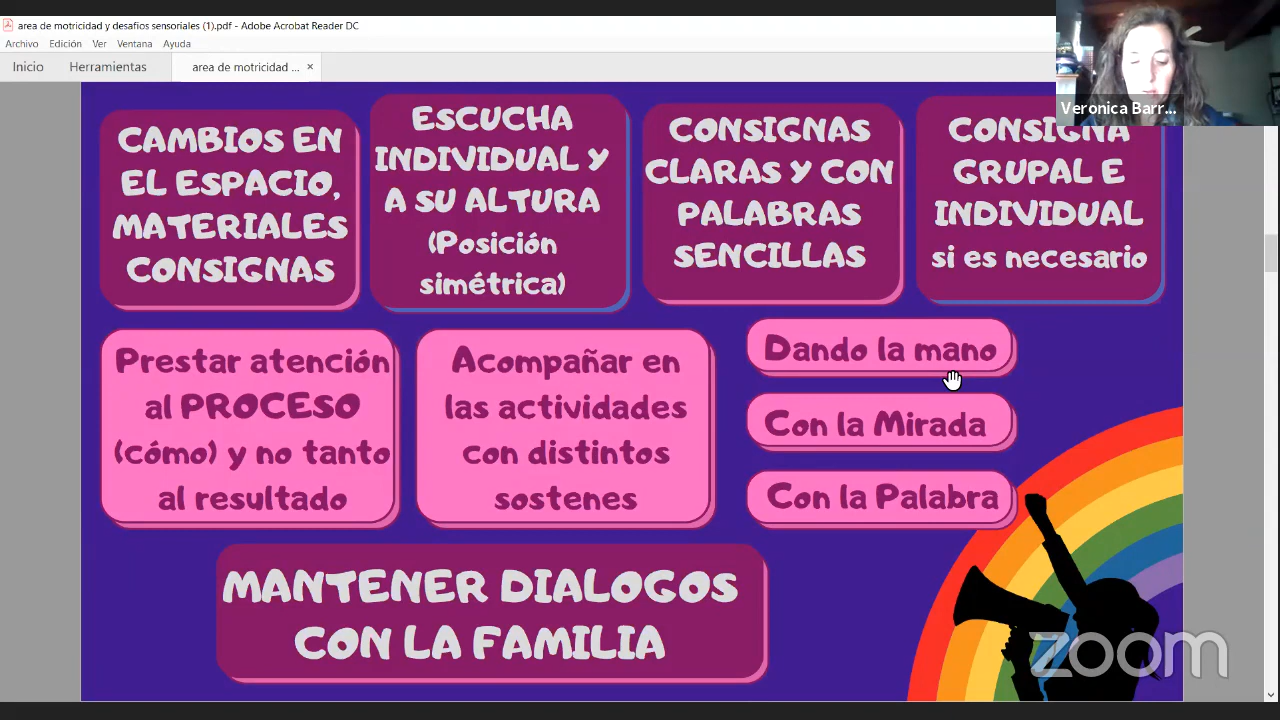 area de motricidad y desafios sensoriales (1).pdf - Adobe Acrobat Reader DC
Archivo Edición Ver Ventana Ayuda
Inicio Herramientas area de motricidad ... ×
Veronica Barr...
CAMBIOS EN
EL ESPACIO,
MATERIALES
CONSIGNAS
ESCUCHA
INDIVIDUAL Y
A SU ALTURA
(Posición
simétrica)
CONSIGNAS
CLARAS Y CON
PALABRAS
SENCILLAS
CONSIGNA
GRUPAL E
INDIVIDUAL
si es necesario
Prestar atención
al PROCESO
(cómo) y no tanto
al resultado
Acompañar en
las actividades
con distintos
sostenes
Dando la mano
Con la Mirada
Con la Palabra
MANTENER DIALOGOS
CON LA FAMILIA
zoom